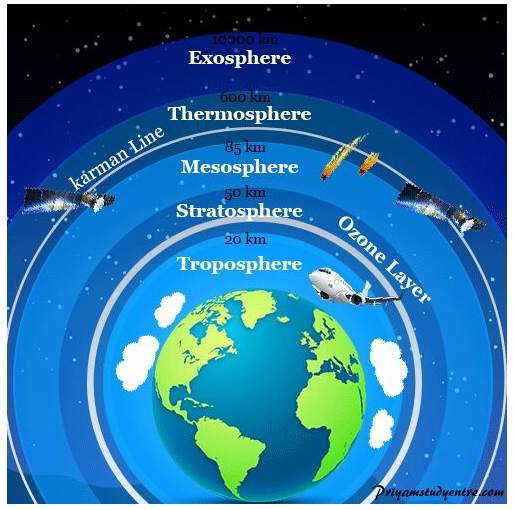 10000 km
Exosphere
600 km
Thermosphere
kárman Line
85 km
Mesosphere
50 km
Stratosphere
Ozone Layer
20 km
Troposphere
Priyamstudyentre.com